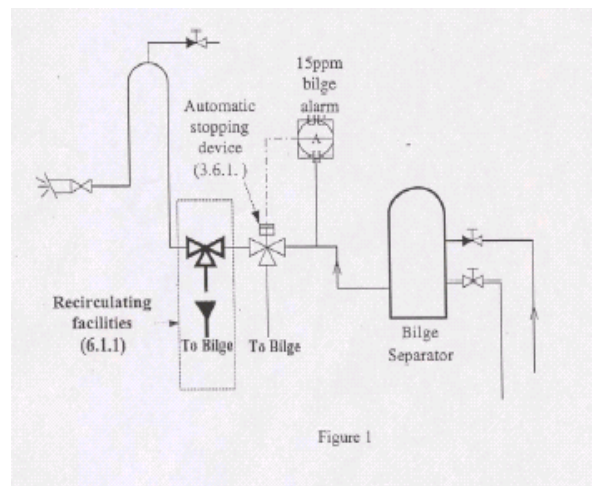 15ppm
bilge
alarm
Automatic
stopping
device
(3.6.1. )
A
Recirculating
facilities
(6.1.1)
To Bilge
To Bilge
Bilge
Separator
Figure 1